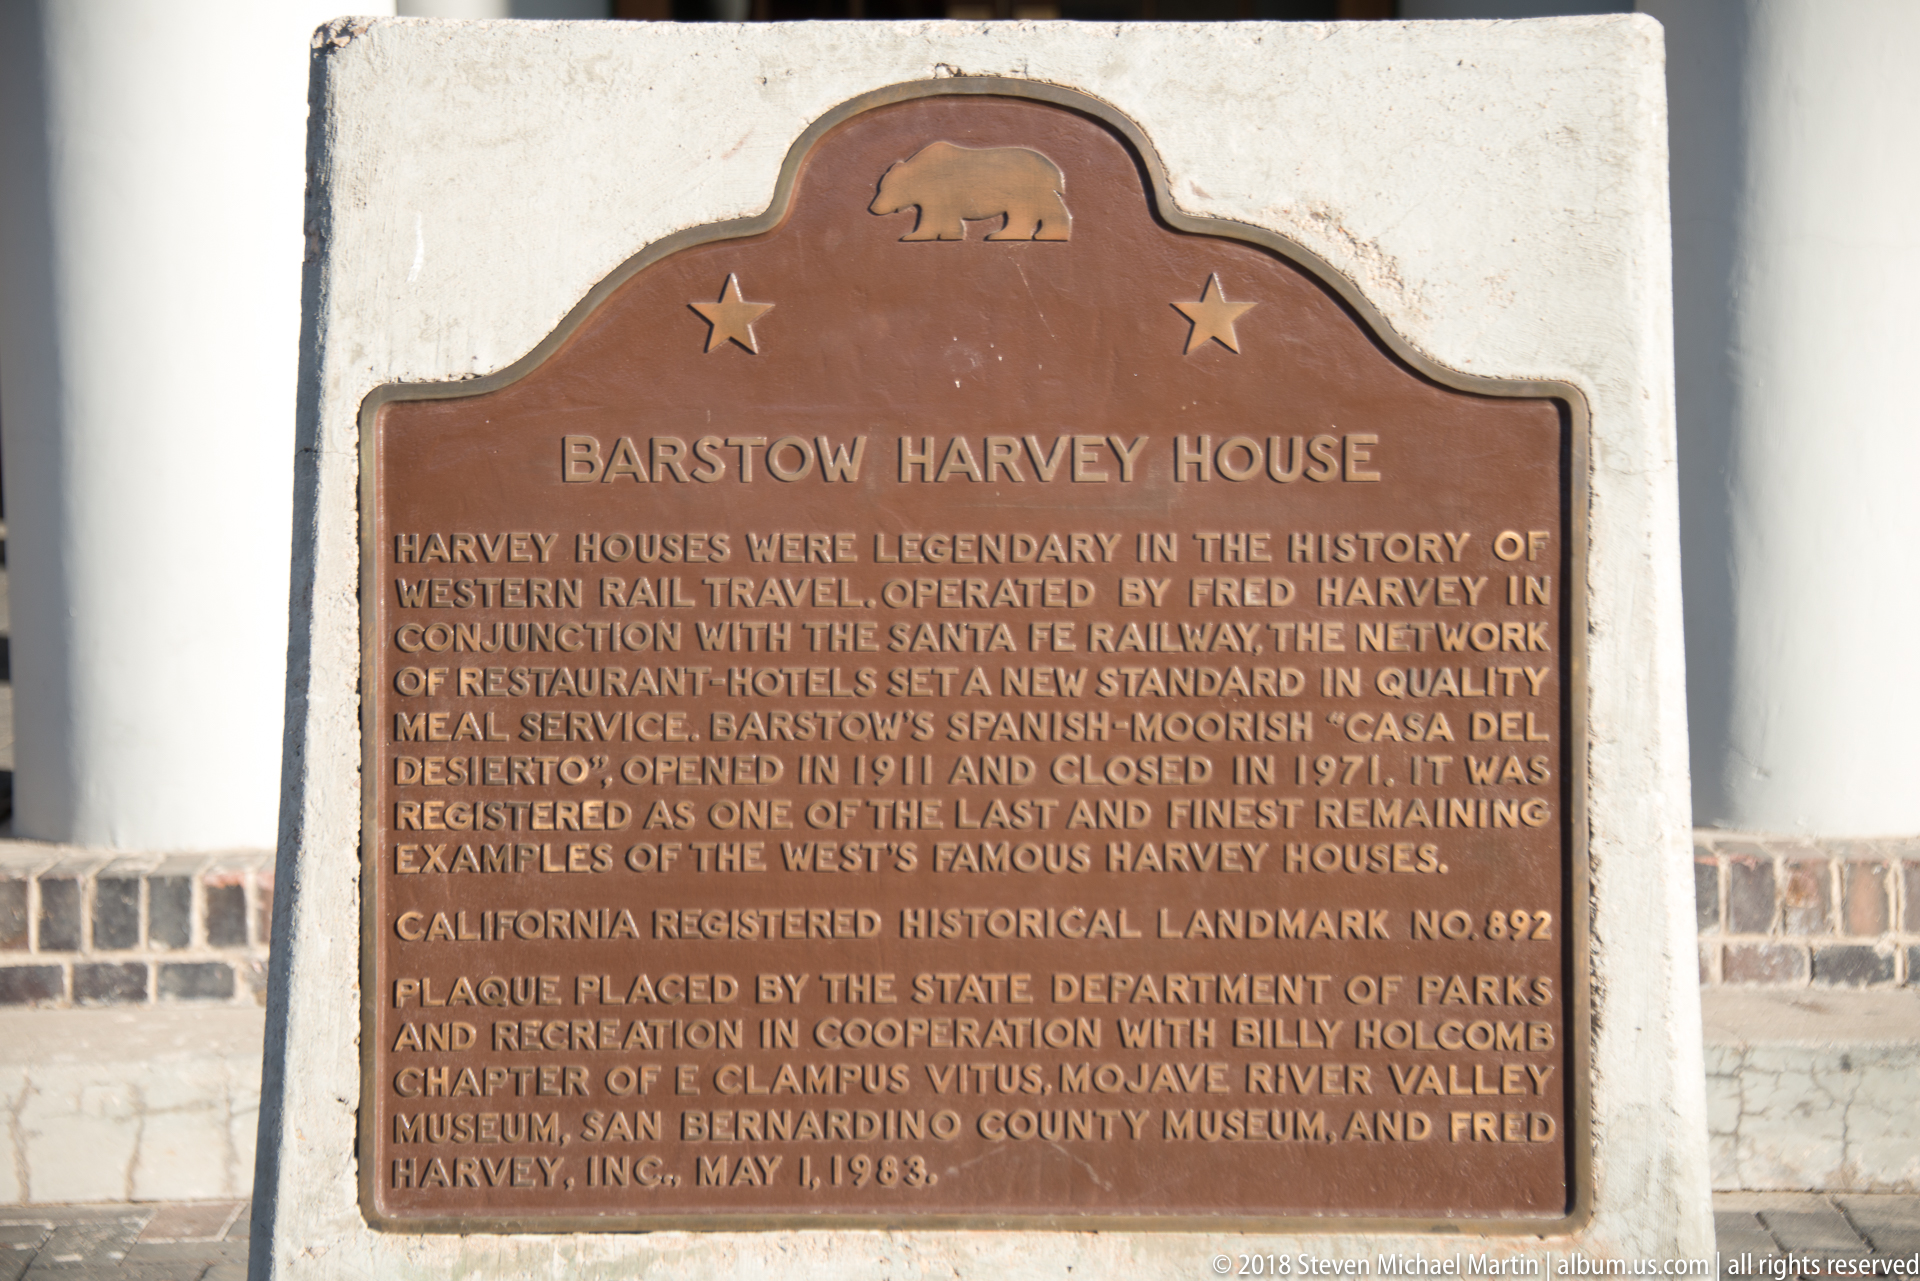 BARSTOW HARVEY HOUSE
HARVEY HOUSES WERE LEGENDARY IN THE HISTORY OF
WESTERN RAIL TRAVEL. OPERATED BY FRED HARVEY IN
CONJUNCTION WITH THE SANTA FE RAILWAY, THE NETWORK
OF RESTAURANT-HOTELS SET A NEW STANDARD IN QUALITY
MEAL SERVICE. BARSTOW'S SPANISH-MOORISH "CASA DEL
DESIERTO", OPENED IN 1911 AND CLOSED IN 1971. IT WAS
REGISTERED AS ONE OF THE LAST AND FINEST REMAINING
EXAMPLES OF THE WEST'S FAMOUS HARVEY HOUSES.
CALIFORNIA REGISTERED HISTORICAL LANDMARK NO. 892
PLAQUE PLACED BY THE STATE DEPARTMENT OF PARKS
AND RECREATION IN COOPERATION WITH BILLY HOLCOMB
CHAPTER OF E CLAMPUS VITUS, MOJAVE RIVER VALLEY
MUSEUM, SAN BERNARDINO COUNTY MUSEUM, AND FRED
HARVEY, INC., MAY 1, 1983.
© 2018 Steven Michael Martin | album.us.com | all rights reserved